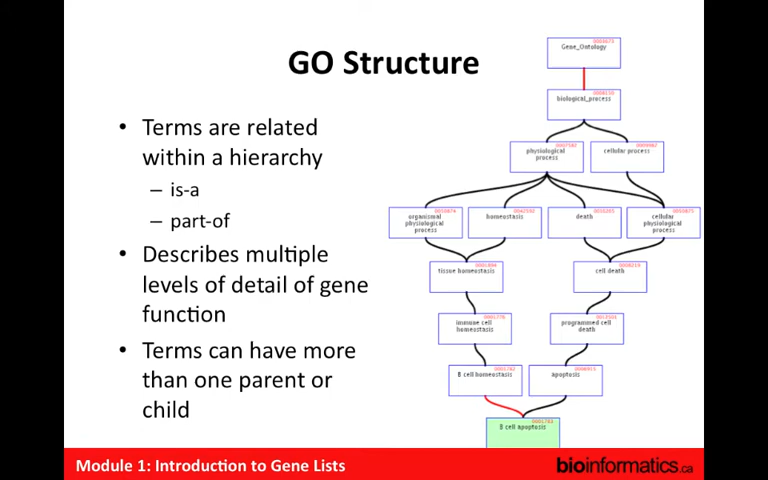 GO Structure
• Terms are related
within a hierarchy
– is-a
– part-of
• Describes multiple
levels of detail of gene
function
• Terms can have more
than one parent or
child
Gene_Ontology
biological_process
physiological
process
cellular process
organismal
physiological
process
homeostasis
death
cellular
physiological
process
tissue homeostasis
cell death
immune cell
homeostasis
programmed cell
death
B cell homeostasis
apoptosis
B cell apoptosis
Module 1: Introduction to Gene Lists
bioinformatics.ca